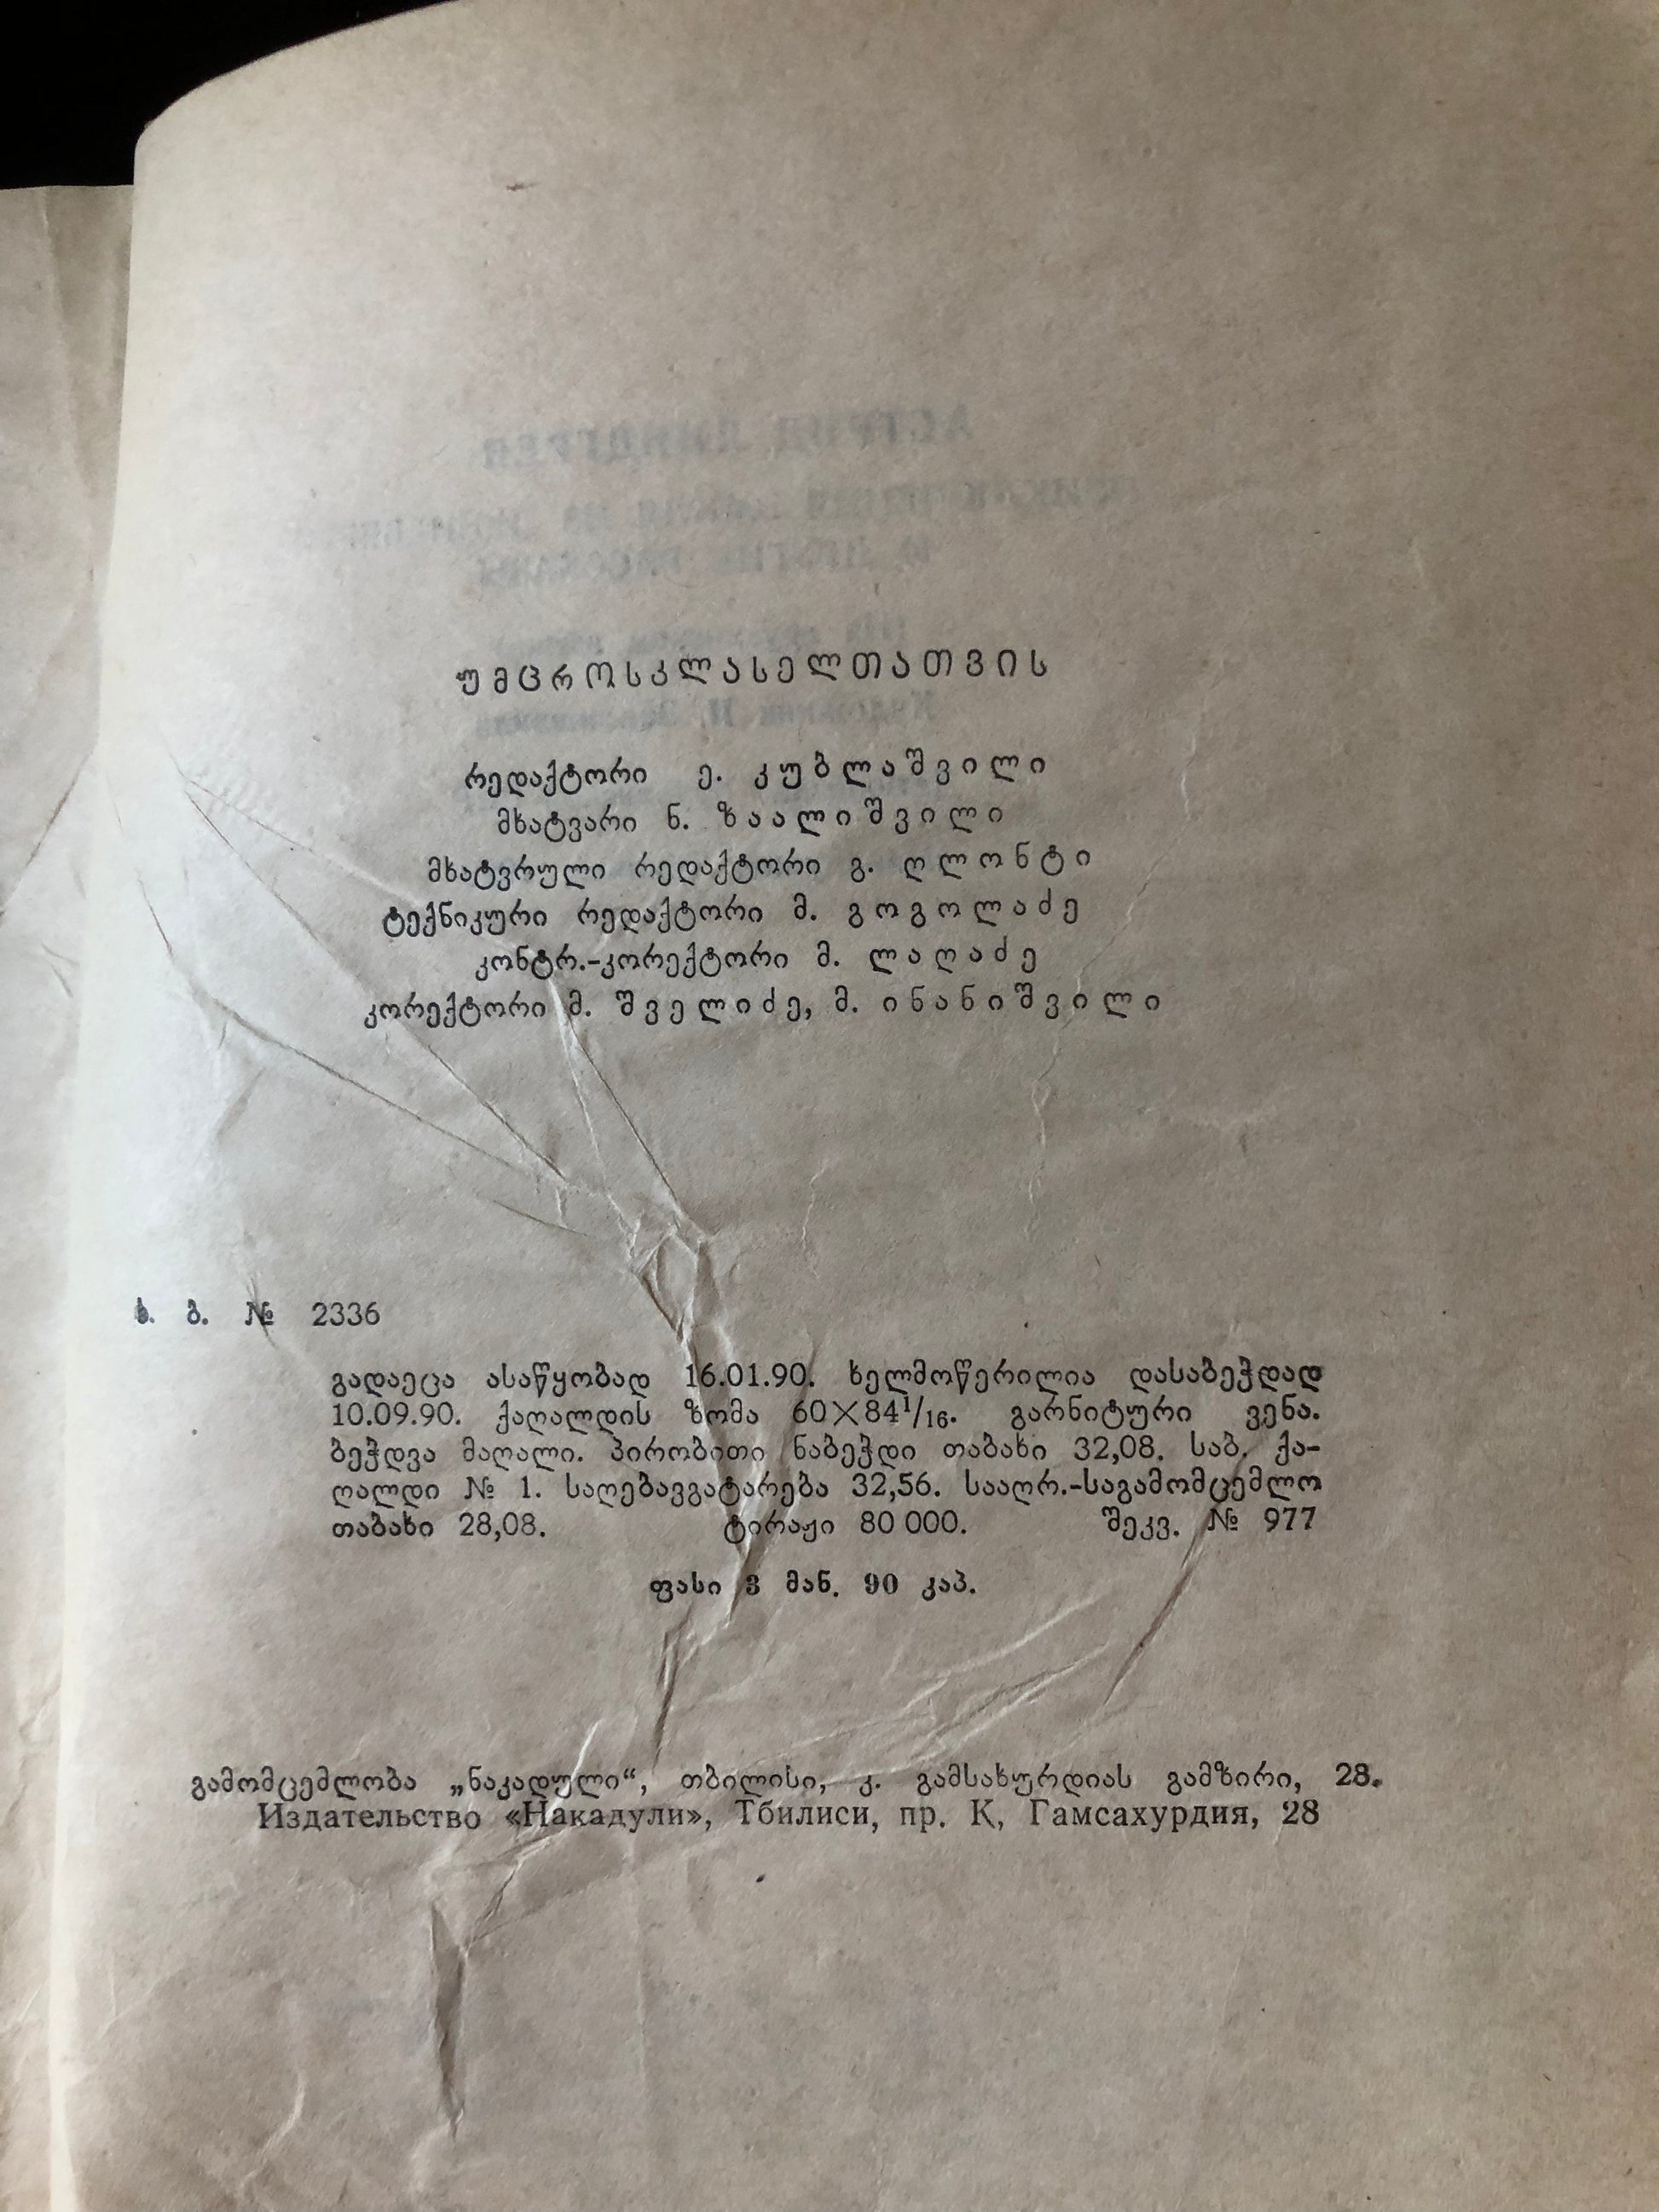 უმცროსკლასელთათვის
რედაქტორი ე. კუბლაშვილი
მხატვარი ნ. ზაალიშვილი
მხატვრული რედაქტორი გ. ღლონტი
ტექნიკური რედაქტორი მ. გოგოლაძე
კონტრ.-კორექტორი მ. ლაღაძე
კორექტორი მ. შველიძე, მ. ინანიშვილი
ს. ბ. № 2336
გადაეცა ასაწყობად 16.01.90. ხელმოწერილია დასაბეჭდად
10.09.90. ქაღალდის ზომა 60×84¹/₁₆. გარნიტური ვენა.
ბეჭდვა მაღალი. პირობითი ნაბეჭდი თაბახი 32,08. საბ. ქა-
ღალდი № 1. საღებავგატარება 32,56. სააღრ.-საგამომცემლო
თაბახი 28,08. ტირაჟი 80 000. შეკვ. № 977
ფასი 3 მან. 90 კაპ.
გამომცემლობა „ნაკადული“, თბილისი, კ. გამსახურდიას გამზირი, 28.
Издательство «Накадули», Тбилиси, пр. К, Гамсахурдия, 28